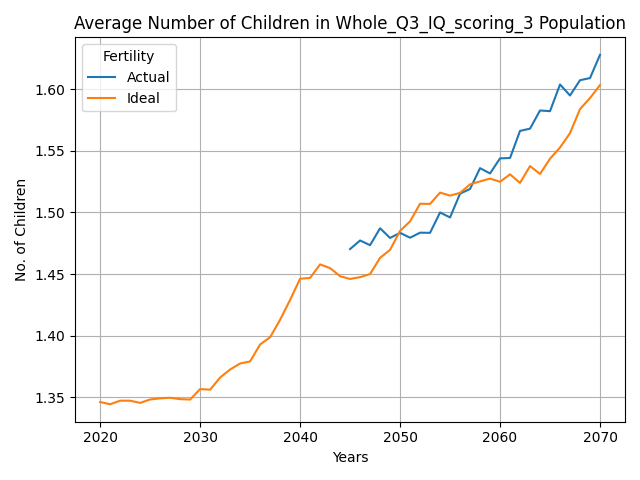 Average Number of Children in Whole_Q3_IQ_scoring_3 Population
Fertility
Actual
Ideal
No. of Children
1.60
1.55
1.50
1.45
1.40
1.35
2020 2030 2040 2050 2060 2070
Years